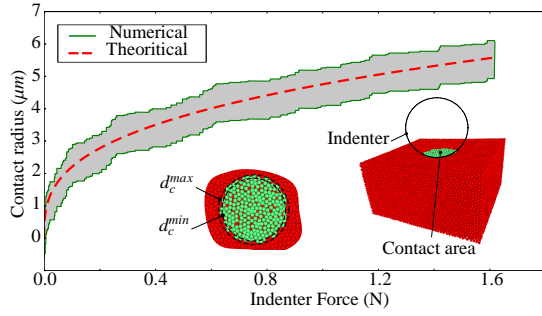 7
6
5
4
3
2
1
0
Contact radius (μm)
Numerical
Theoritical
d_c^max
d_c^min
Indenter
Contact area
0.0 0.4 0.8 1.2 1.6
Indenter Force (N)